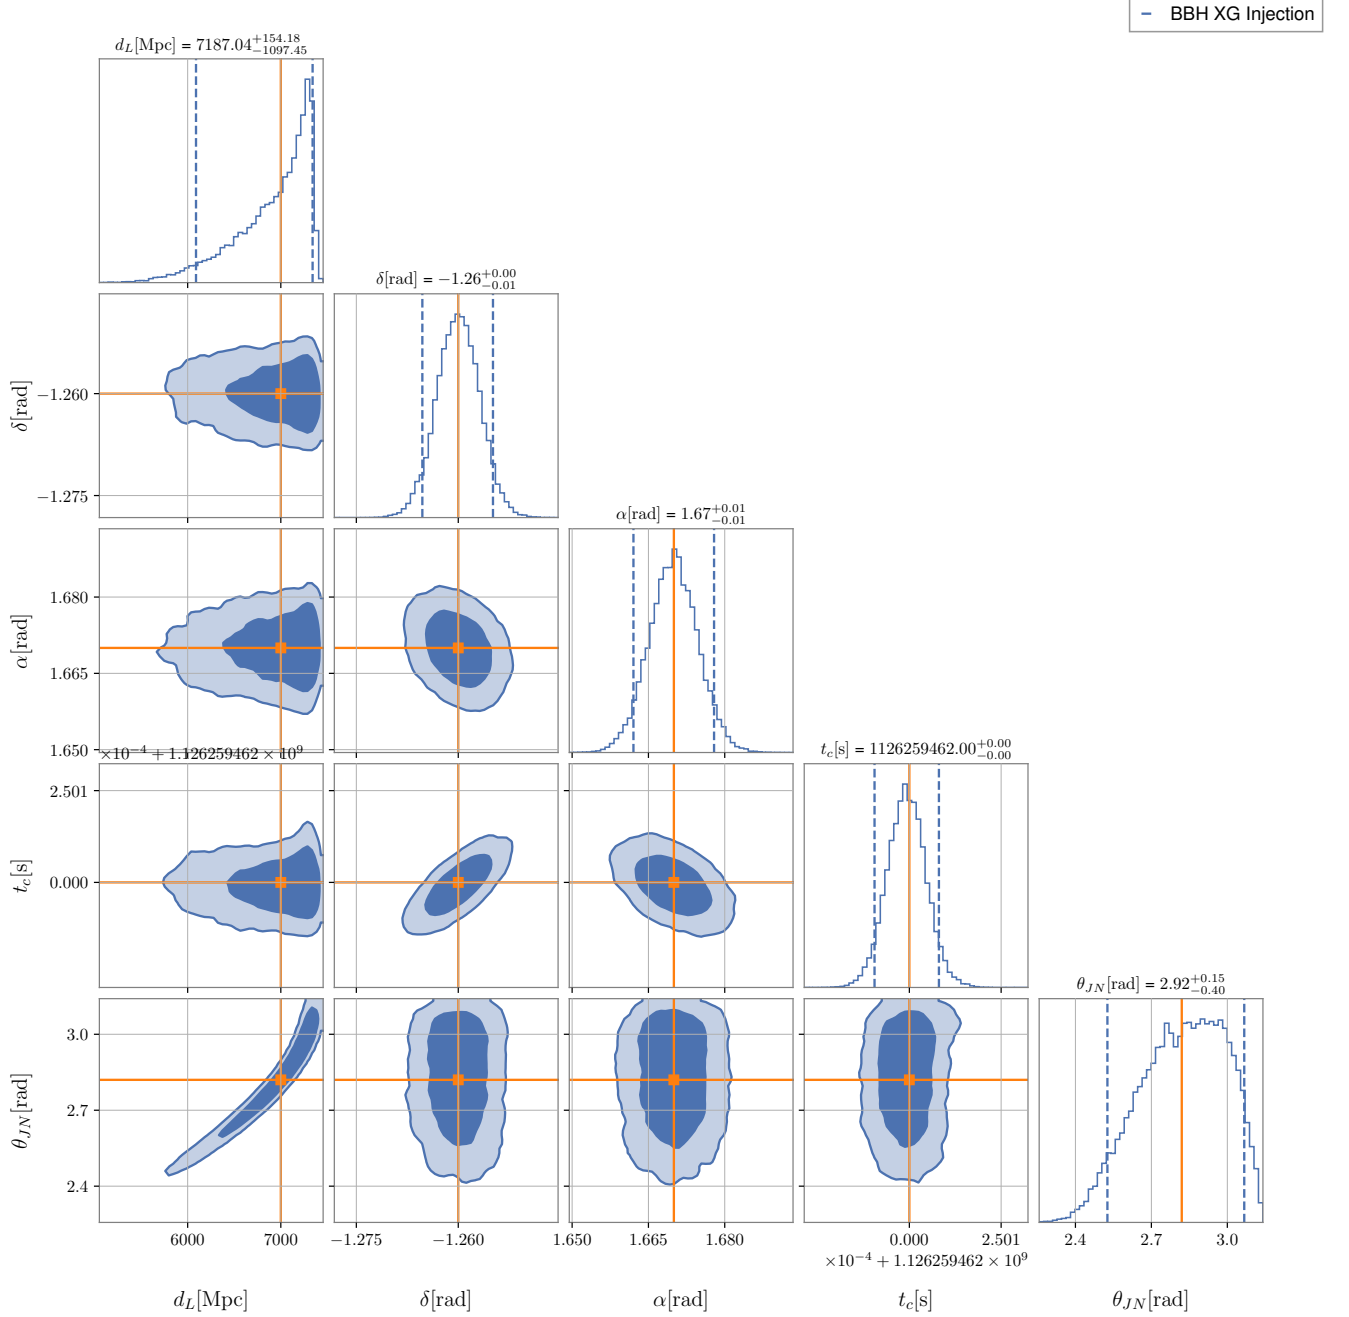 BBH XG Injection
d_L[Mpc] = 7187.04^{+154.18}_{-1097.45}
δ[rad] = −1.26^{+0.00}_{-0.01}
δ[rad]
−1.260
−1.275
α[rad] = 1.67^{+0.01}_{-0.01}
α[rad]
1.680
1.665
1.650
×10^{−4} + 1.126259462 × 10^9
t_c[s] = 1126259462.00^{+0.00}_{-0.00}
t_c[s]
2.501
0.000
θ_{JN}[rad] = 2.92^{+0.15}_{-0.40}
θ_{JN}[rad]
3.0
2.7
2.4
6000 7000 −1.275 −1.260 1.650 1.665 1.680 0.000 2.501 2.4 2.7 3.0
×10^{−4} + 1.126259462 × 10^9
d_L[Mpc] δ[rad] α[rad] t_c[s] θ_{JN}[rad]